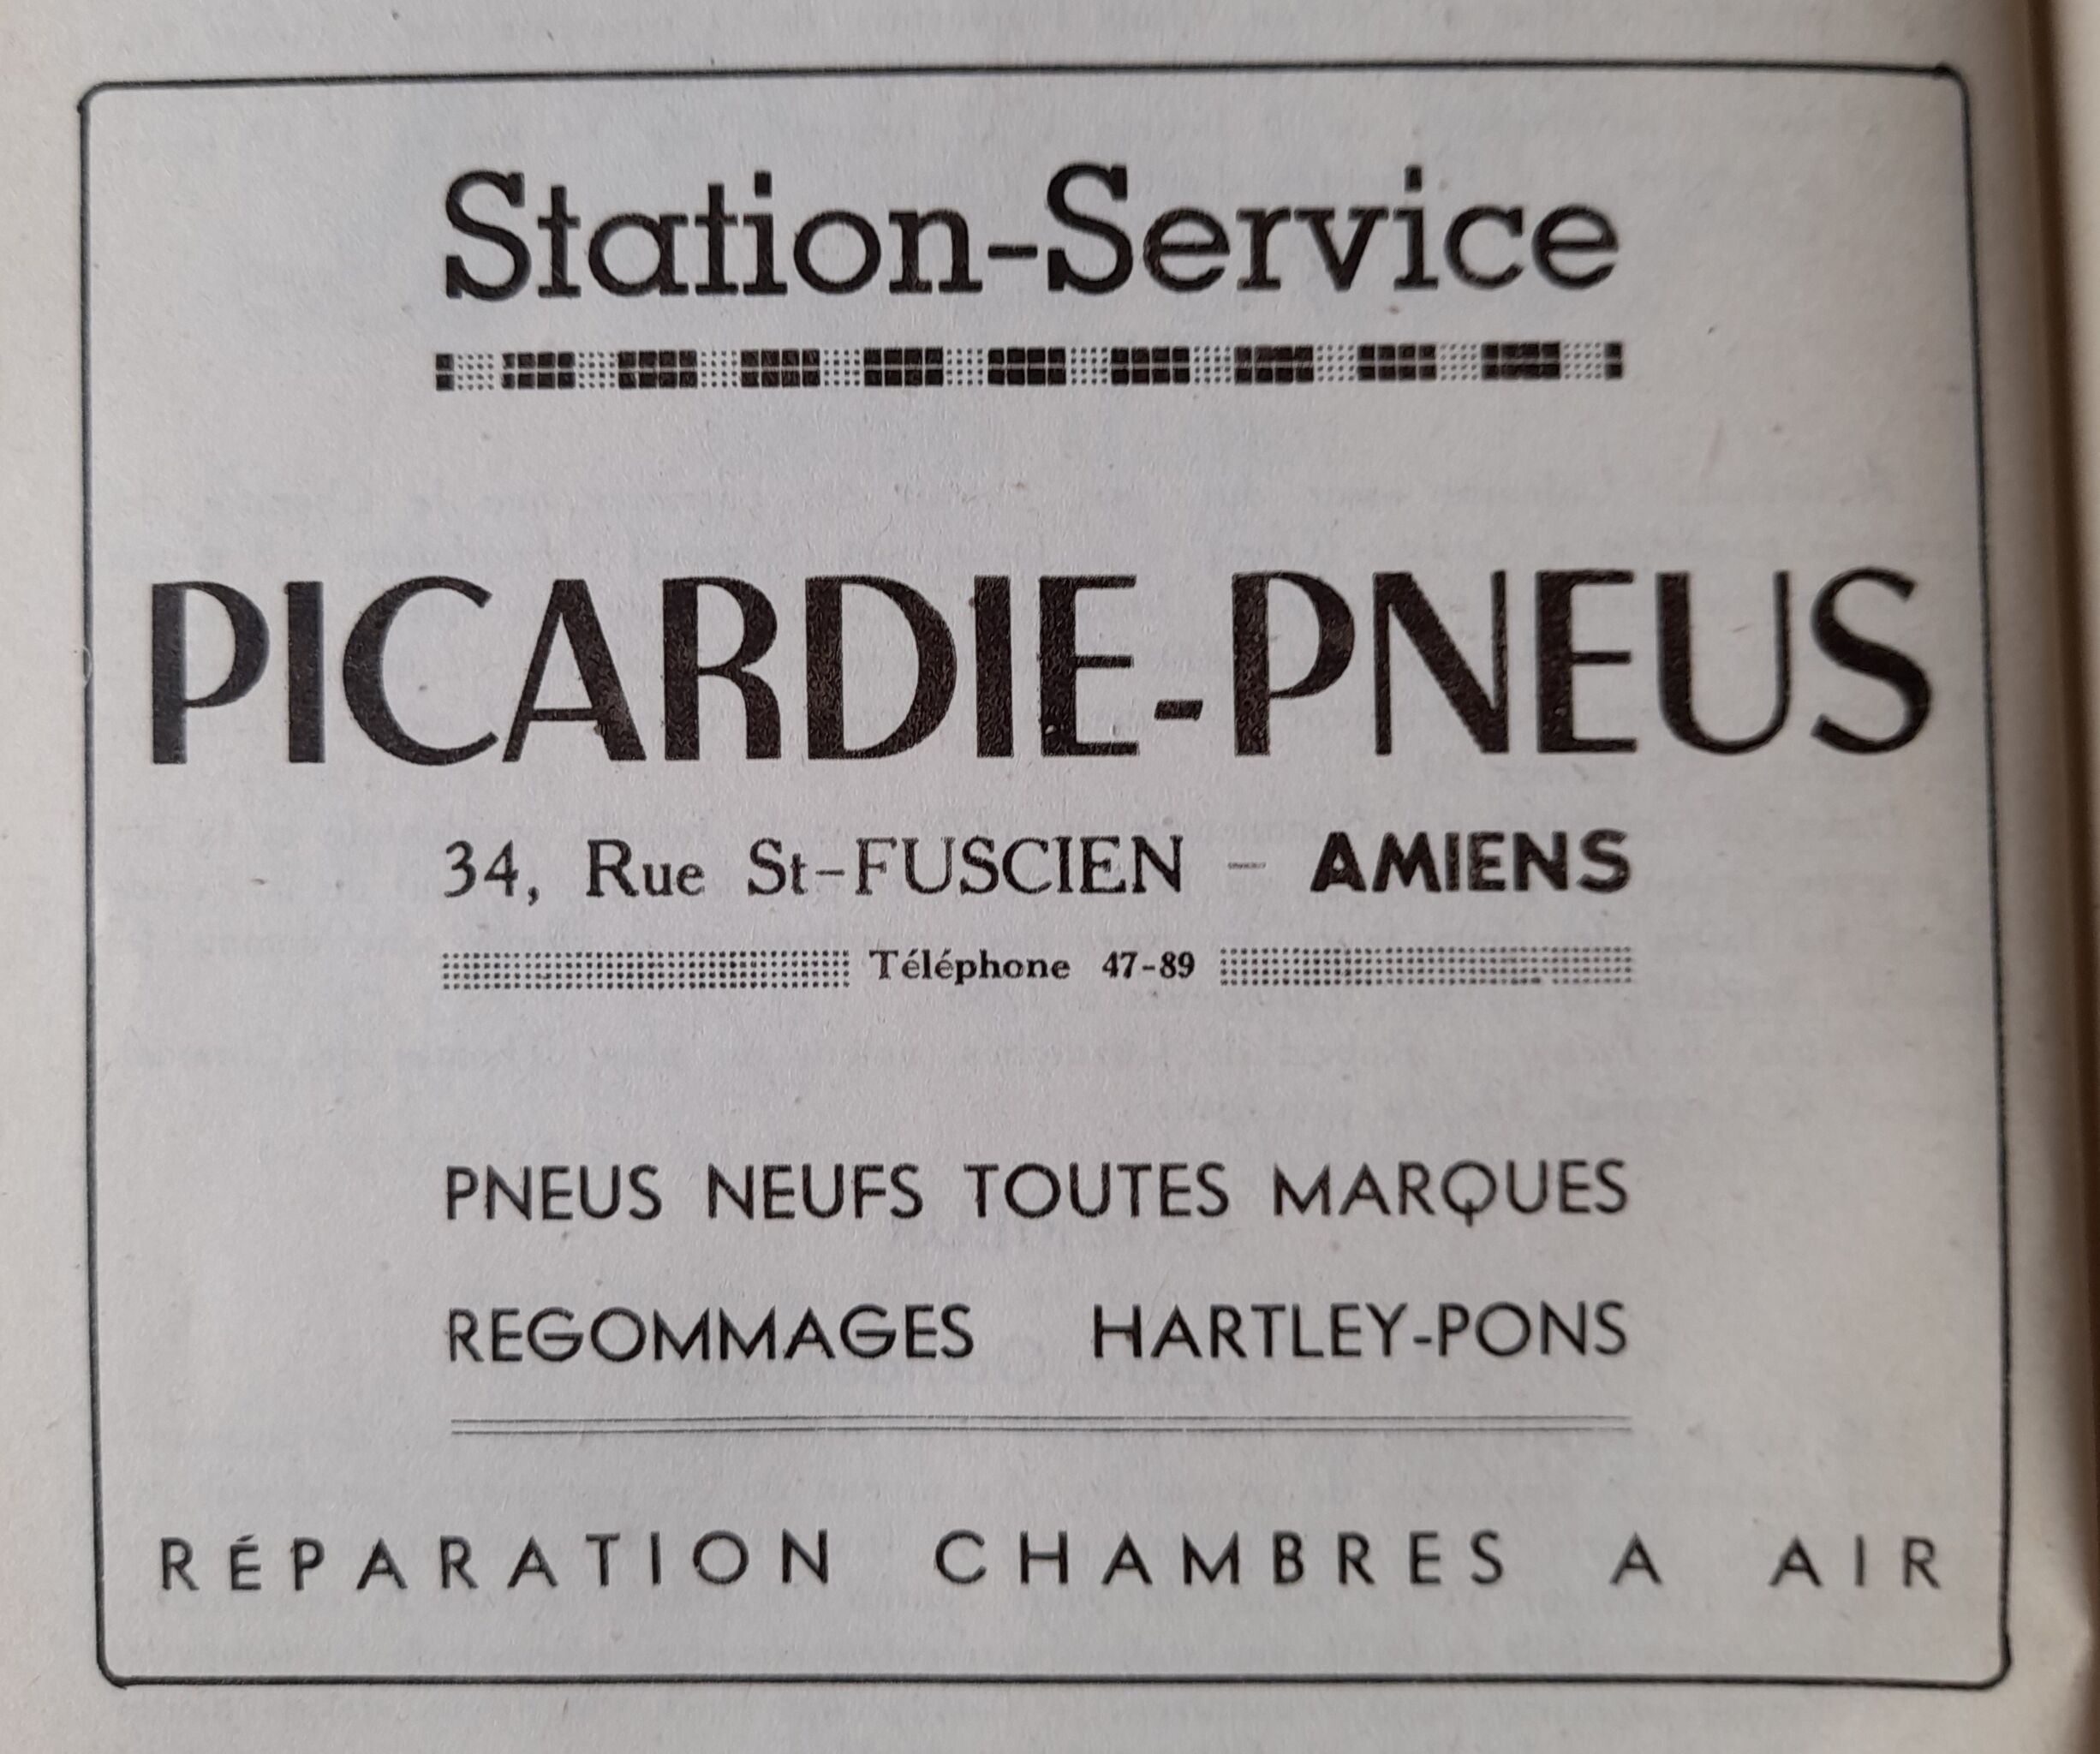 Station-Service
PICARDIE-PNEUS
34, Rue St-FUSCIEN - AMIENS
Téléphone 47-89
PNEUS NEUFS TOUTES MARQUES
REGOMMAGES HARTLEY-PONS
RÉPARATION CHAMBRES A AIR